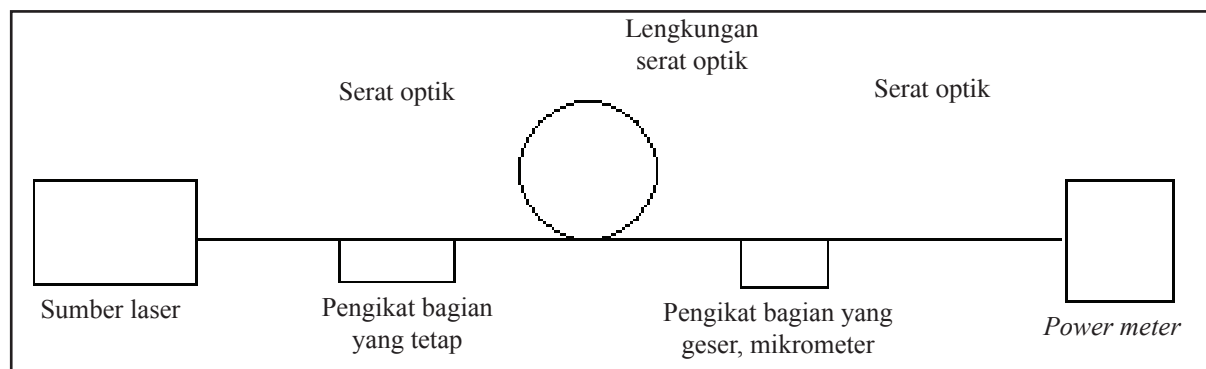 Lengkungan
serat optik
Serat optik
Serat optik
Sumber laser
Pengikat bagian
yang tetap
Pengikat bagian yang
geser, mikrometer
Power meter